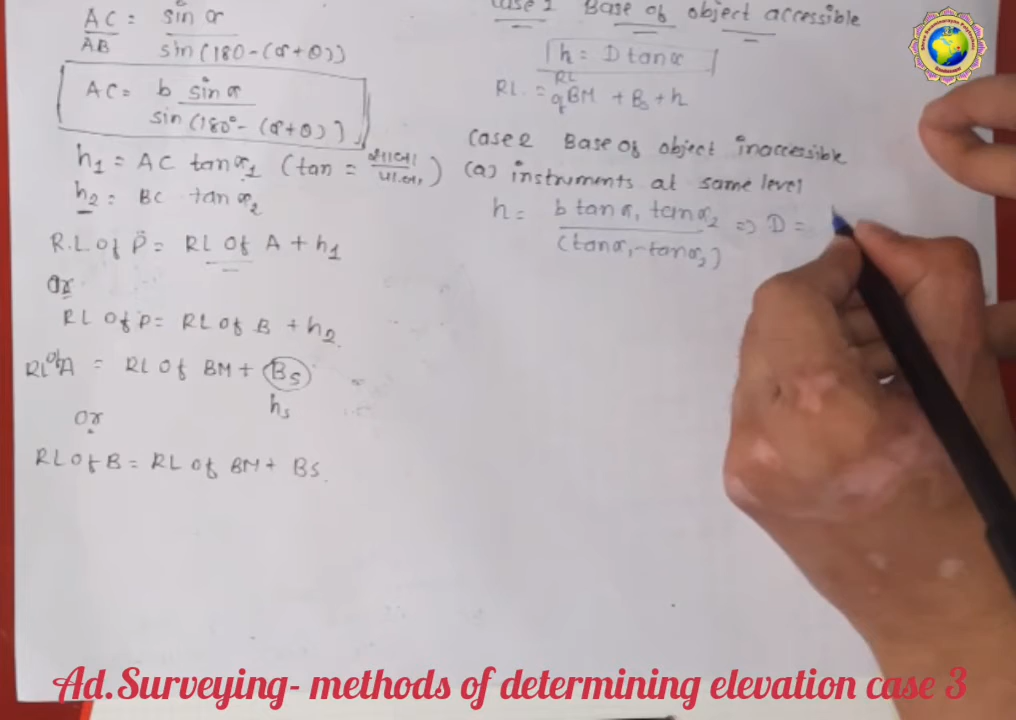 AC/AB = sin α / sin(180-(α+θ))
AC = b sin α / sin(180°-(α+θ))
h₁ = AC tan α₁ (tan = સામેની/પા.ની)
h₂ = BC tan α₂
R.L of P = RL of A + h₁
Or
RL of P = RL of B + h₂.
RL of A = RL of BM + Bs
hs
Or
RL of B = RL of BM + Bs.
case 1 Base of object accessible
h = D tan α
RL. = RL of BM + Bs + h
case 2 Base of object inaccessible
(a) instruments at same level
h = b tan α₁ tan α₂ / (tan α₁ - tan α₂) => D =
Ad.Surveying- methods of determining elevation case 3